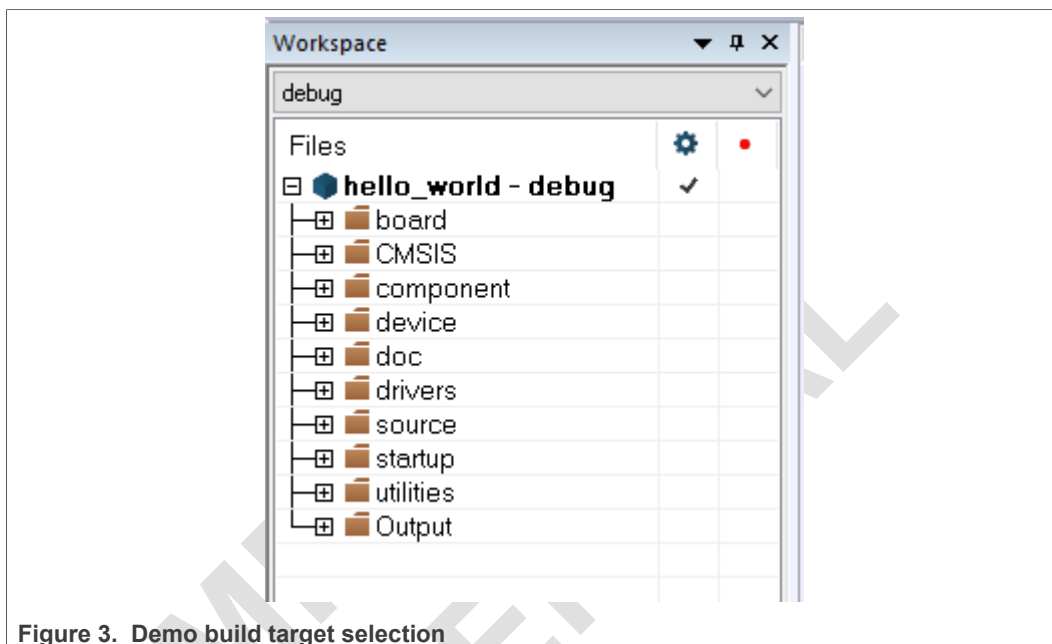 Workspace
debug
Files
hello_world - debug
board
CMSIS
component
device
doc
drivers
source
startup
utilities
Output
Figure 3. Demo build target selection